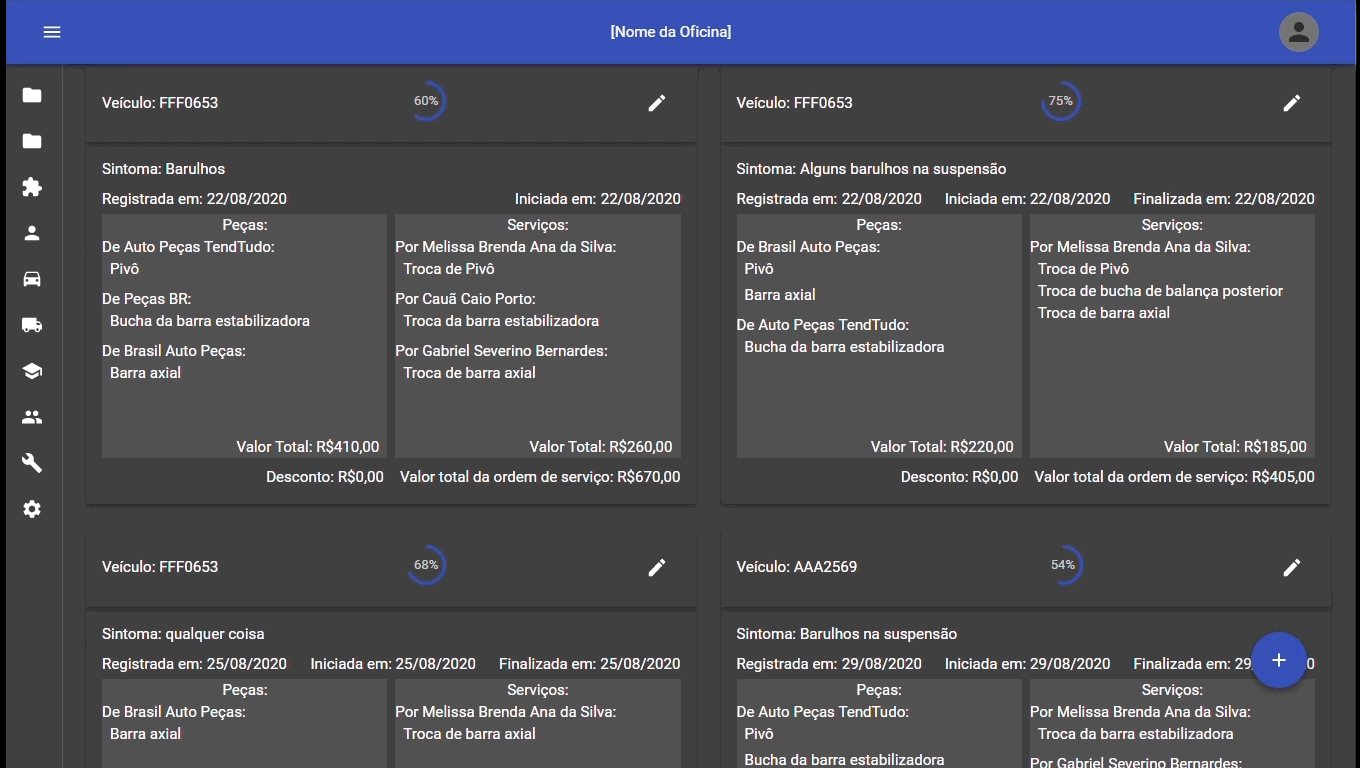 [Nome da Oficina]
Veículo: FFF0653
60%
Sintoma: Barulhos
Registrada em: 22/08/2020
Iniciada em: 22/08/2020
Peças:
De Auto Peças TendTudo:
Pivô
De Peças BR:
Bucha da barra estabilizadora
De Brasil Auto Peças:
Barra axial
Valor Total: R$410,00
Serviços:
Por Melissa Brenda Ana da Silva:
Troca de Pivô
Por Cauã Caio Porto:
Troca da barra estabilizadora
Por Gabriel Severino Bernardes:
Troca de barra axial
Valor Total: R$260,00
Desconto: R$0,00
Valor total da ordem de serviço: R$670,00
Veículo: FFF0653
75%
Sintoma: Alguns barulhos na suspensão
Registrada em: 22/08/2020
Iniciada em: 22/08/2020
Finalizada em: 22/08/2020
Peças:
De Brasil Auto Peças:
Pivô
Barra axial
De Auto Peças TendTudo:
Bucha da barra estabilizadora
Valor Total: R$220,00
Serviços:
Por Melissa Brenda Ana da Silva:
Troca de Pivô
Troca de bucha de balança posterior
Troca de barra axial
Valor Total: R$185,00
Desconto: R$0,00
Valor total da ordem de serviço: R$405,00
Veículo: FFF0653
68%
Sintoma: qualquer coisa
Registrada em: 25/08/2020
Iniciada em: 25/08/2020
Finalizada em: 25/08/2020
Peças:
De Brasil Auto Peças:
Barra axial
Serviços:
Por Melissa Brenda Ana da Silva:
Troca de barra axial
Veículo: AAA2569
54%
Sintoma: Barulhos na suspensão
Registrada em: 29/08/2020
Iniciada em: 29/08/2020
Finalizada em:
Peças:
De Auto Peças TendTudo:
Pivô
Bucha da barra estabilizadora
Serviços:
Por Melissa Brenda Ana da Silva:
Troca da barra estabilizadora
Por Gabriel Severino Bernardes: